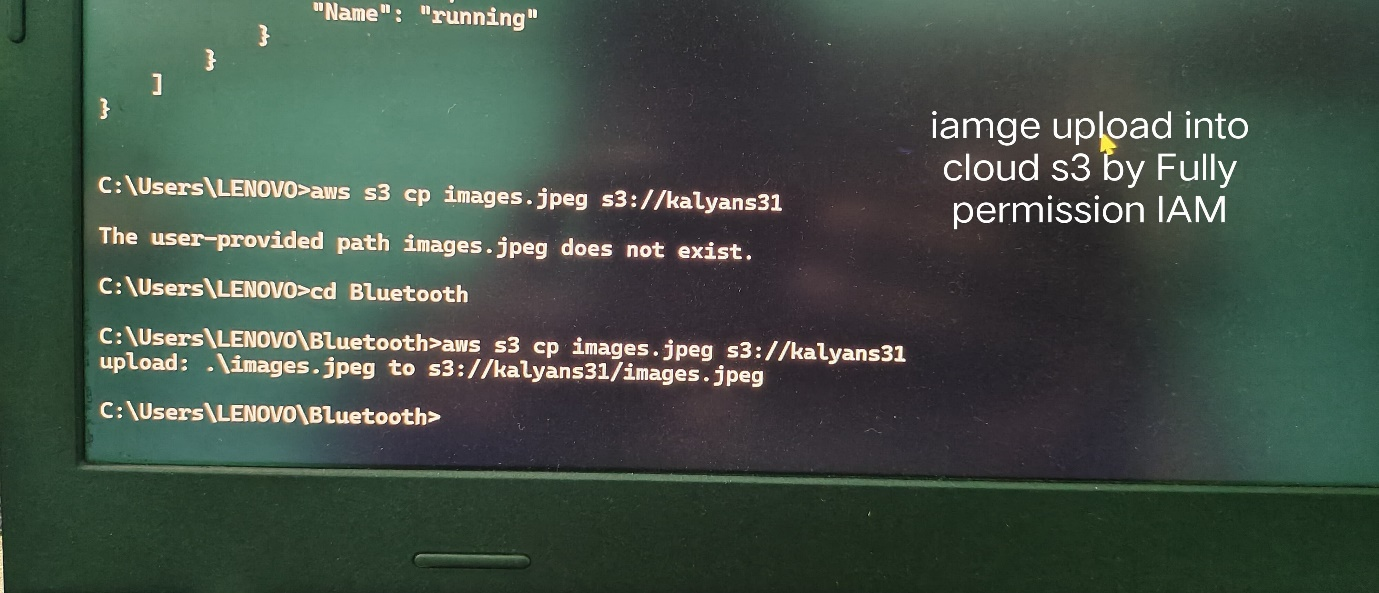 "Name": "running"
}
}
]
}
C:\Users\LENOVO>aws s3 cp images.jpeg s3://kalyans31
The user-provided path images.jpeg does not exist.
C:\Users\LENOVO>cd Bluetooth
C:\Users\LENOVO\Bluetooth>aws s3 cp images.jpeg s3://kalyans31
upload: .\images.jpeg to s3://kalyans31/images.jpeg
C:\Users\LENOVO\Bluetooth>
iamge upload into
cloud s3 by Fully
permission IAM